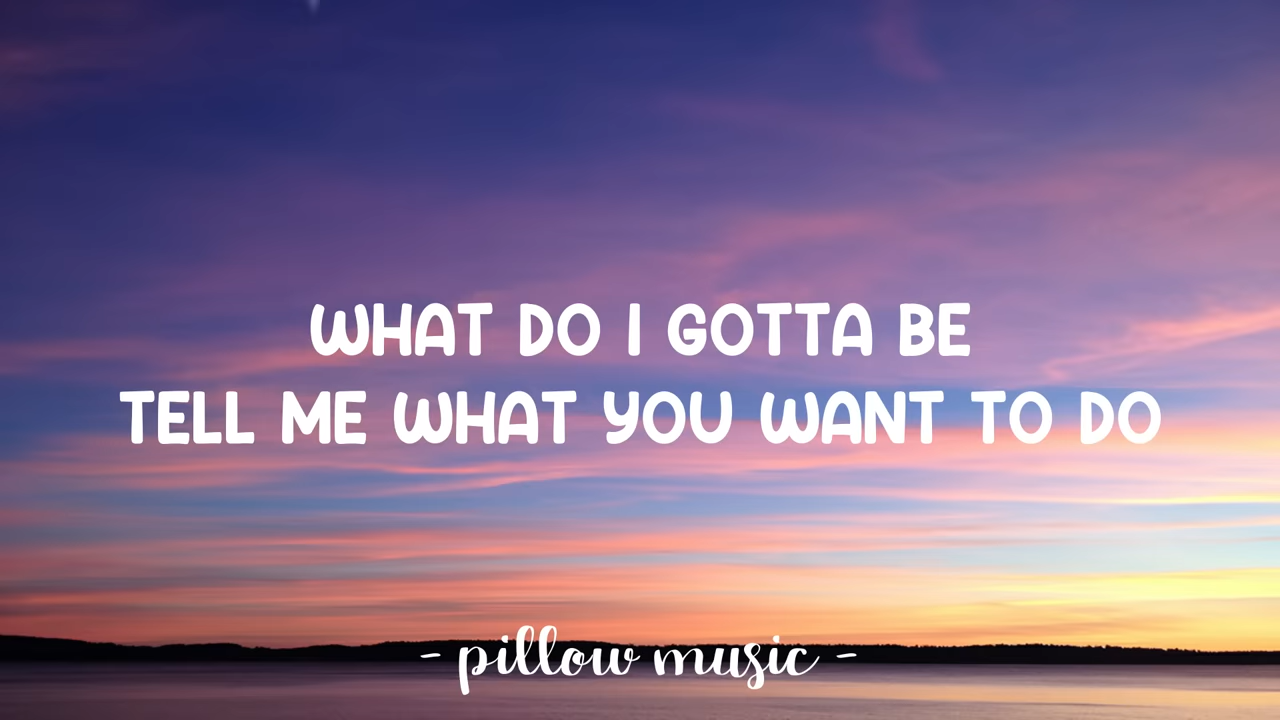 WHAT DO I GOTTA BE
TELL ME WHAT YOU WANT TO DO
- pillow music -